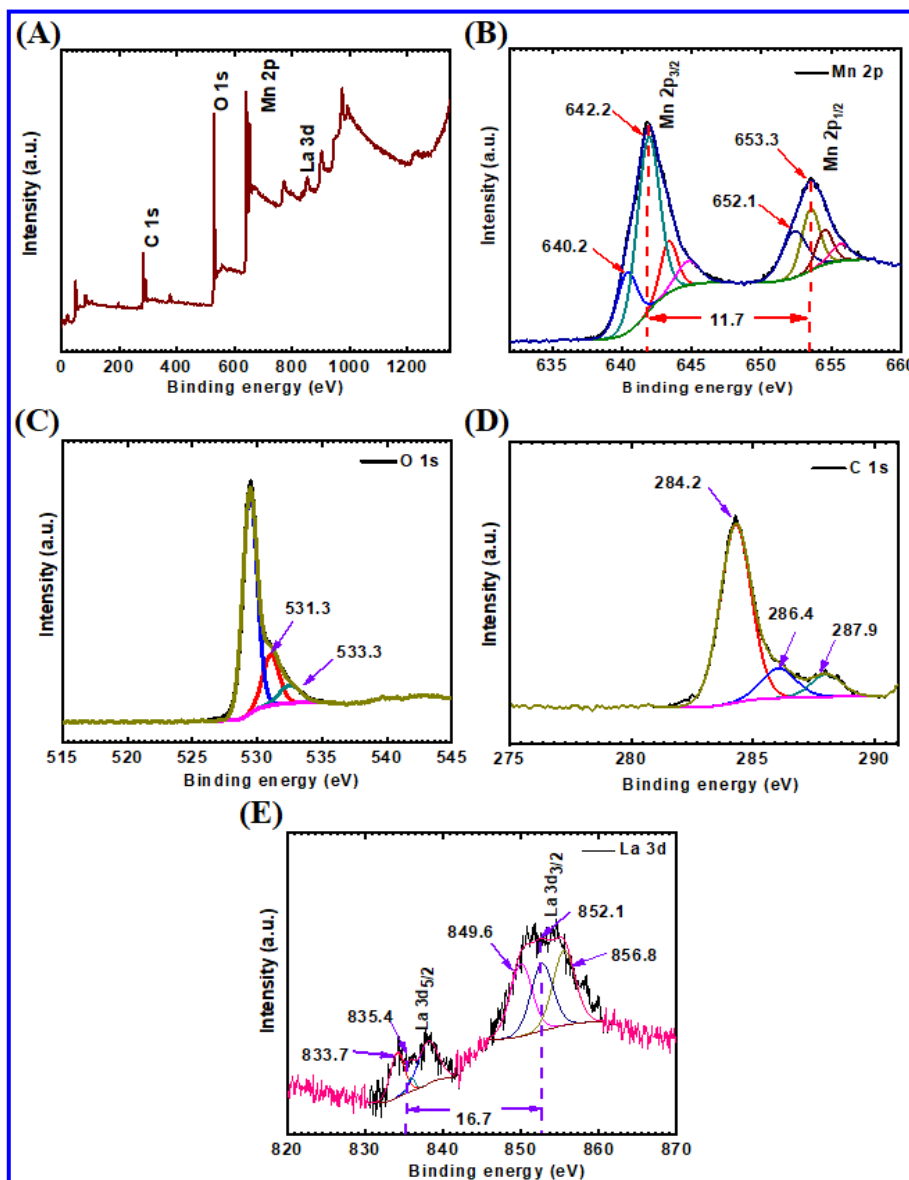 (A)
O 1s
Mn 2p
C 1s
La 3d
Intensity (a.u.)
0 200 400 600 800 1000 1200
Binding energy (eV)
(B)
Mn 2p
Mn 2p3/2
Mn 2p1/2
642.2
653.3
652.1
640.2
11.7
Intensity (a.u.)
635 640 645 650 655 660
Binding energy (eV)
(C)
O 1s
531.3
533.3
Intensity (a.u.)
515 520 525 530 535 540 545
Binding energy (eV)
(D)
C 1s
284.2
286.4
287.9
Intensity (a.u.)
275 280 285 290
Binding energy (eV)
(E)
La 3d
La 3d3/2
852.1
849.6
856.8
La 3d5/2
835.4
833.7
16.7
Intensity (a.u.)
820 830 840 850 860 870
Binding energy (eV)